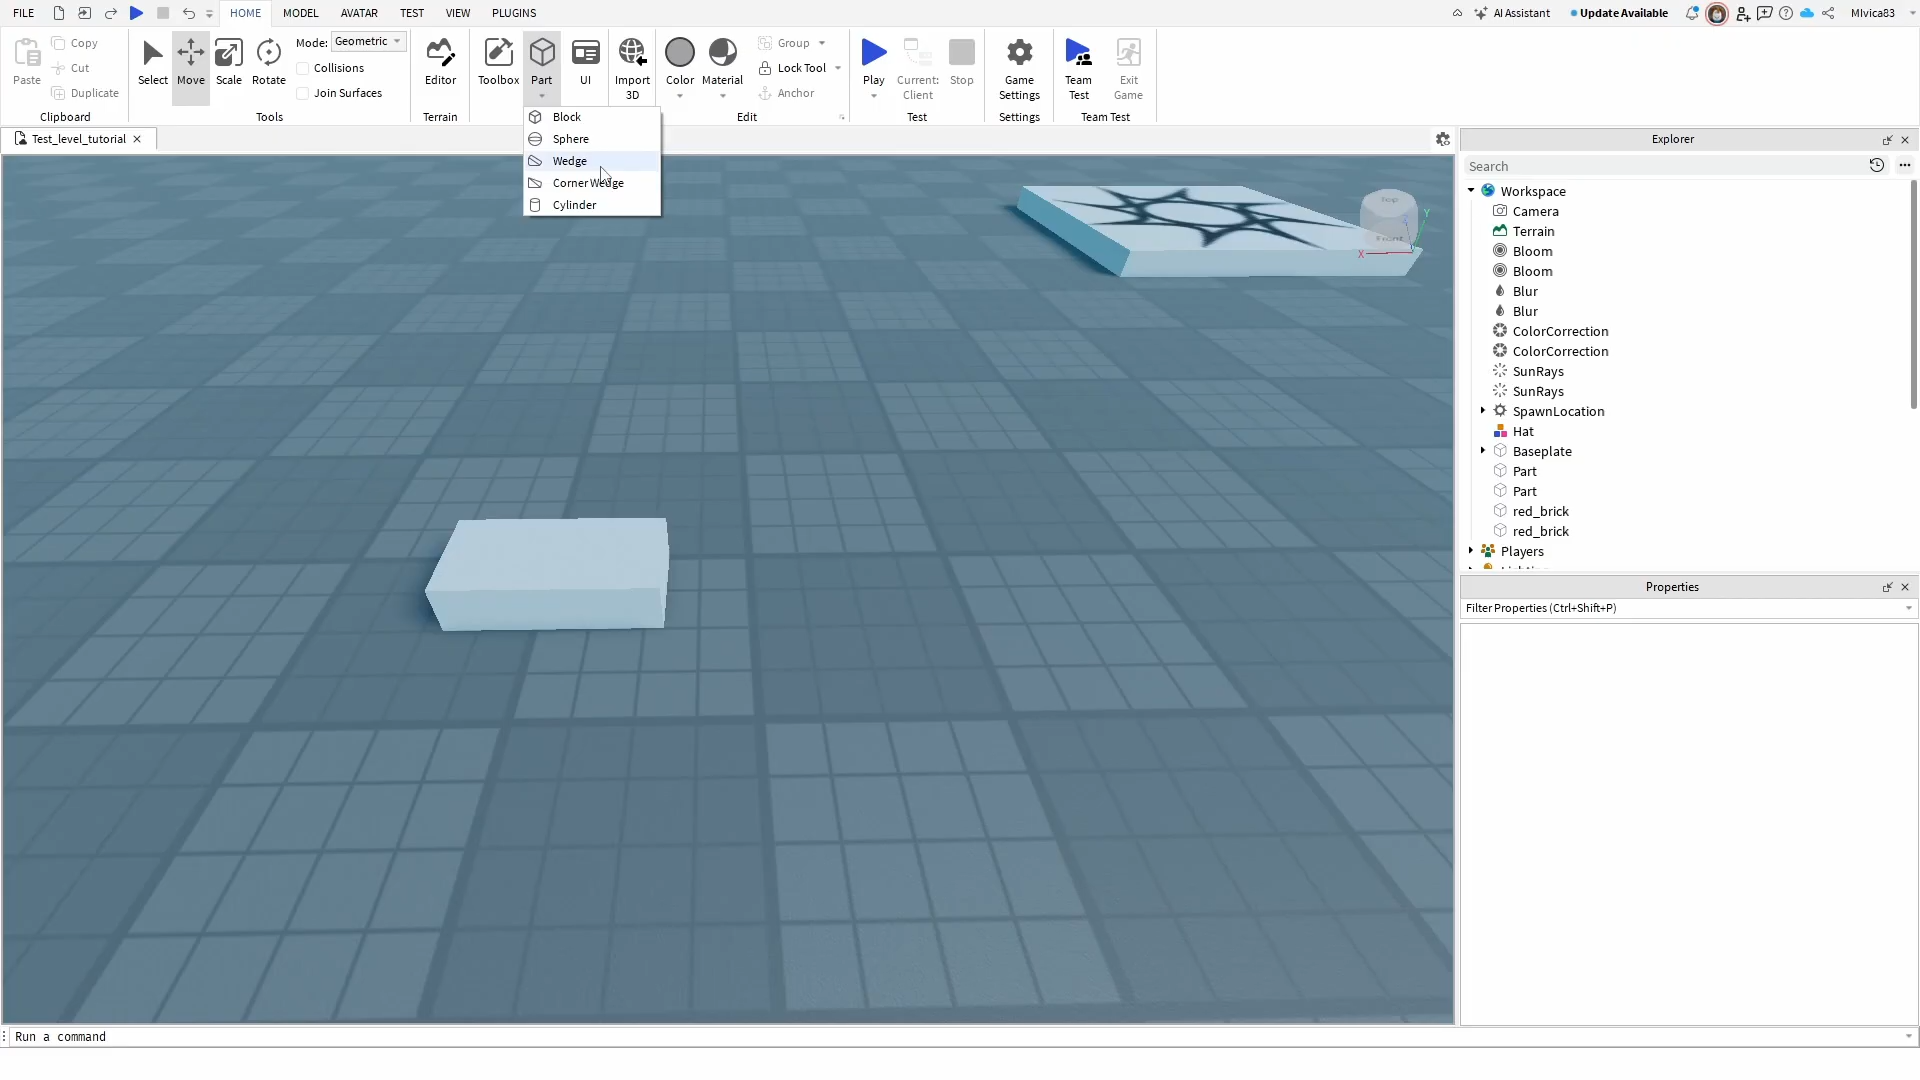 FILE HOME MODEL AVATAR TEST VIEW PLUGINS AI Assistant Update Available MIvica83
Paste
Copy
Cut
Duplicate
Clipboard
Select Move Scale Rotate
Mode: Geometric
Collisions
Join Surfaces
Tools
Editor
Terrain
Toolbox Part UI
Import
3D
Color Material
Group
Lock Tool
Anchor
Edit
Play
Current:
Client
Stop
Test
Game
Settings
Settings
Team
Test
Exit
Game
Team Test
Block
Sphere
Wedge
Corner Wedge
Cylinder
Test_level_tutorial
Top
Front
X
Y
Z
Explorer
Search
Workspace
Camera
Terrain
Bloom
Bloom
Blur
Blur
ColorCorrection
ColorCorrection
SunRays
SunRays
SpawnLocation
Hat
Baseplate
Part
Part
red_brick
red_brick
Players
Properties
Filter Properties (Ctrl+Shift+P)
Run a command